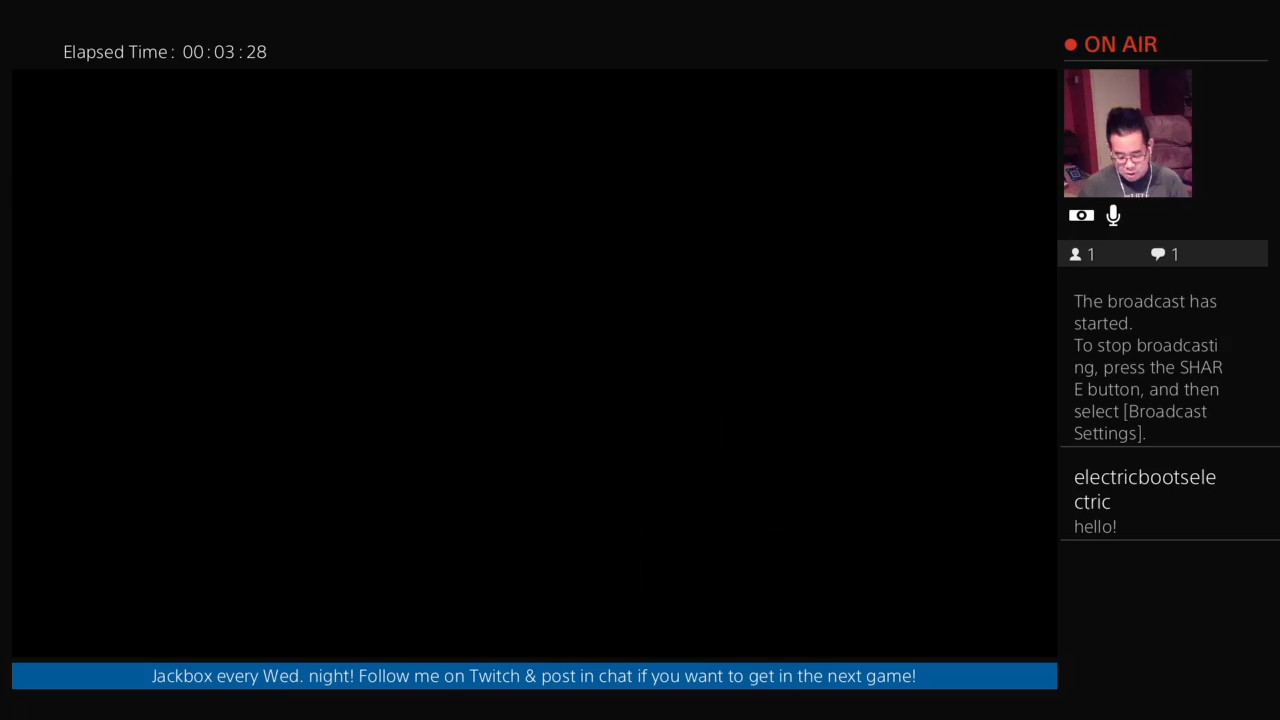 Elapsed Time: 00:03:28
ON AIR
1 1
The broadcast has
started.
To stop broadcasti
ng, press the SHAR
E button, and then
select [Broadcast
Settings].
electricbootsele
ctric
hello!
Jackbox every Wed. night! Follow me on Twitch & post in chat if you want to get in the next game!